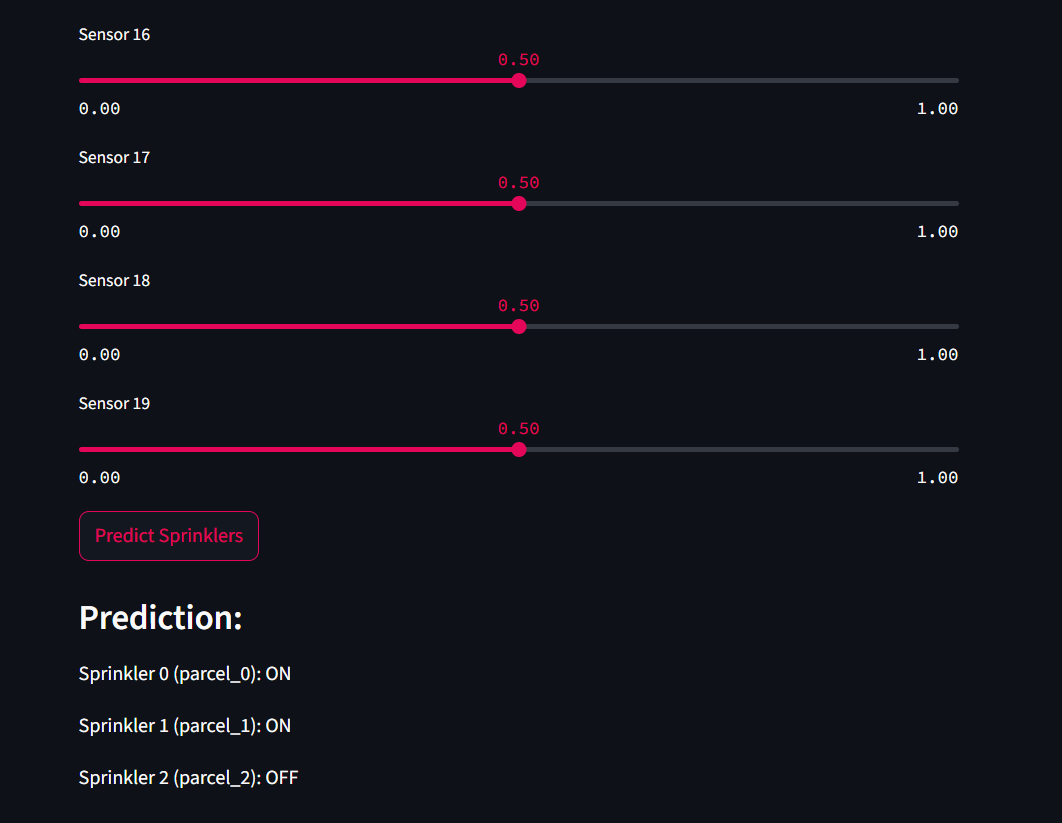 Sensor 16
0.50
0.00 1.00
Sensor 17
0.50
0.00 1.00
Sensor 18
0.50
0.00 1.00
Sensor 19
0.50
0.00 1.00
Predict Sprinklers
Prediction:
Sprinkler 0 (parcel_0): ON
Sprinkler 1 (parcel_1): ON
Sprinkler 2 (parcel_2): OFF